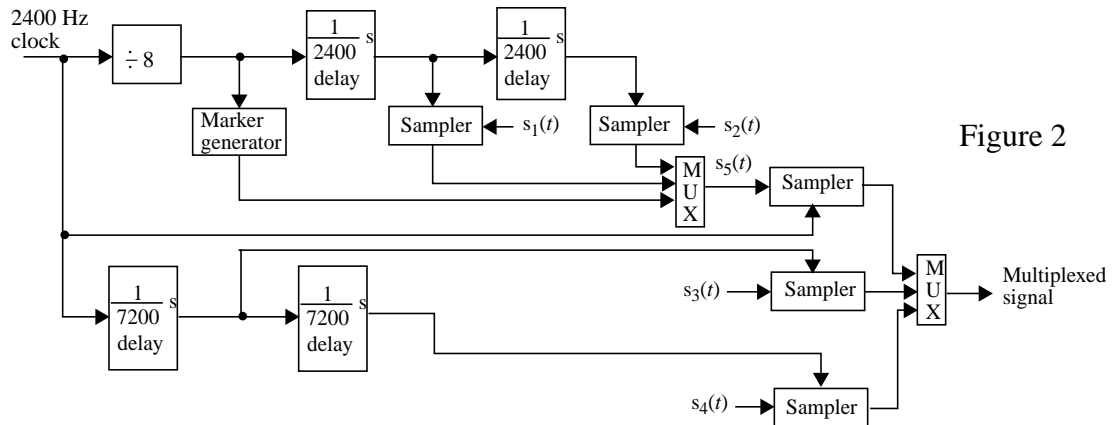 2400 Hz
clock
÷ 8
1
2400
s
delay
1
2400
s
delay
Marker
generator
Sampler
s1(t)
Sampler
s2(t)
Figure 2
M
U
X
s5(t)
Sampler
1
7200
s
delay
1
7200
s
delay
s3(t)
Sampler
M
U
X
Multiplexed
signal
s4(t)
Sampler